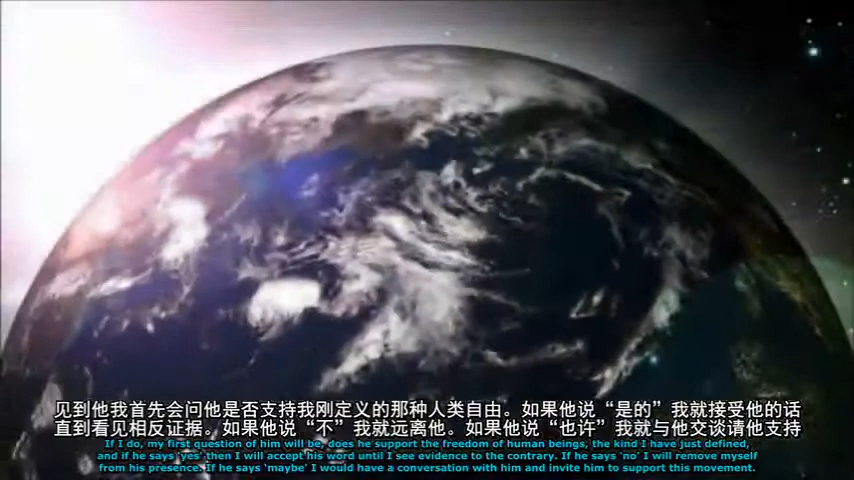 见到他我首先会问他是否支持我刚定义的那种人类自由。如果他说“是的”我就接受他的话
直到看见相反证据。如果他说“不”我就远离他。如果他说“也许”我就与他交谈请他支持
If I do, my first question of him will be, does he support the freedom of human beings, the kind I have just defined,
and if he says 'yes' then I will accept his word until I see evidence to the contrary. If he says 'no' I will remove myself
from his presence. If he says 'maybe' I would have a conversation with him and invite him to support this movement.